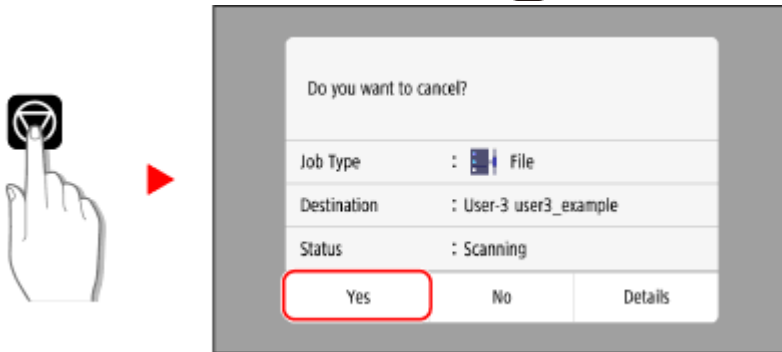 Do you want to cancel?
Job Type : File
Destination : User-3 user3_example
Status : Scanning
Yes No Details